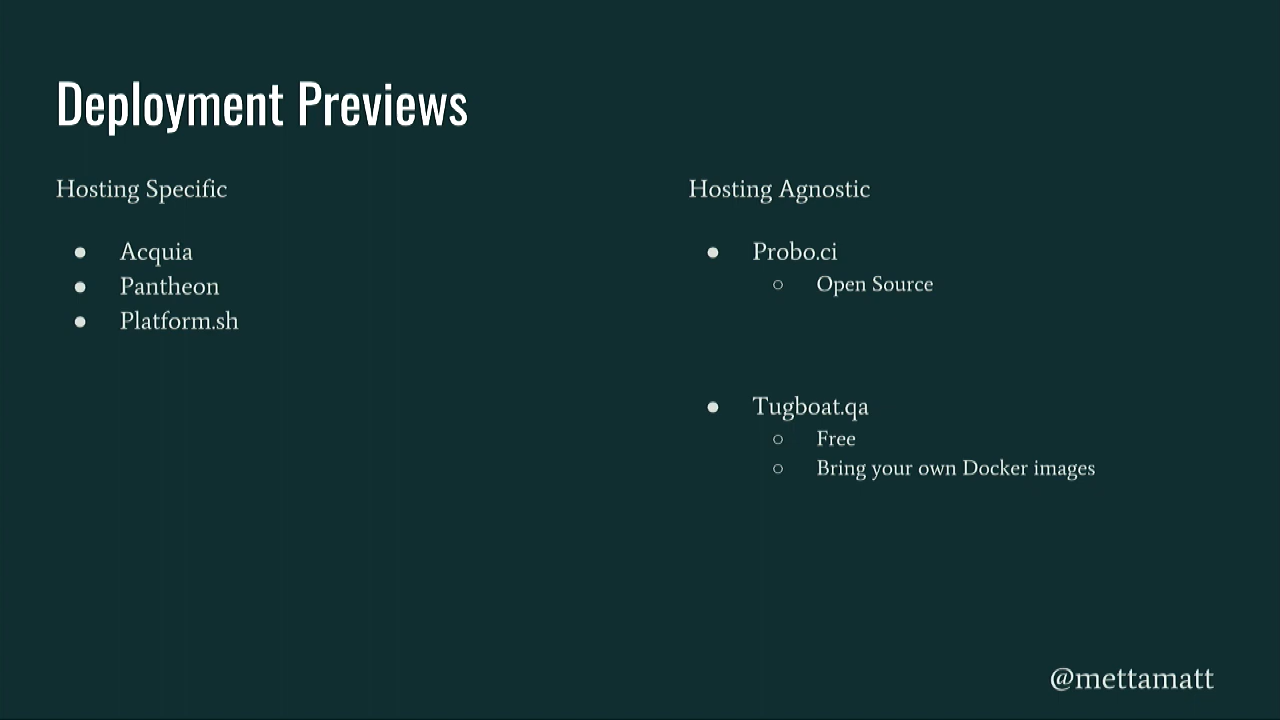 Deployment Previews
Hosting Specific
● Acquia
● Pantheon
● Platform.sh
Hosting Agnostic
● Probo.ci
○ Open Source
● Tugboat.qa
○ Free
○ Bring your own Docker images
@mettamatt